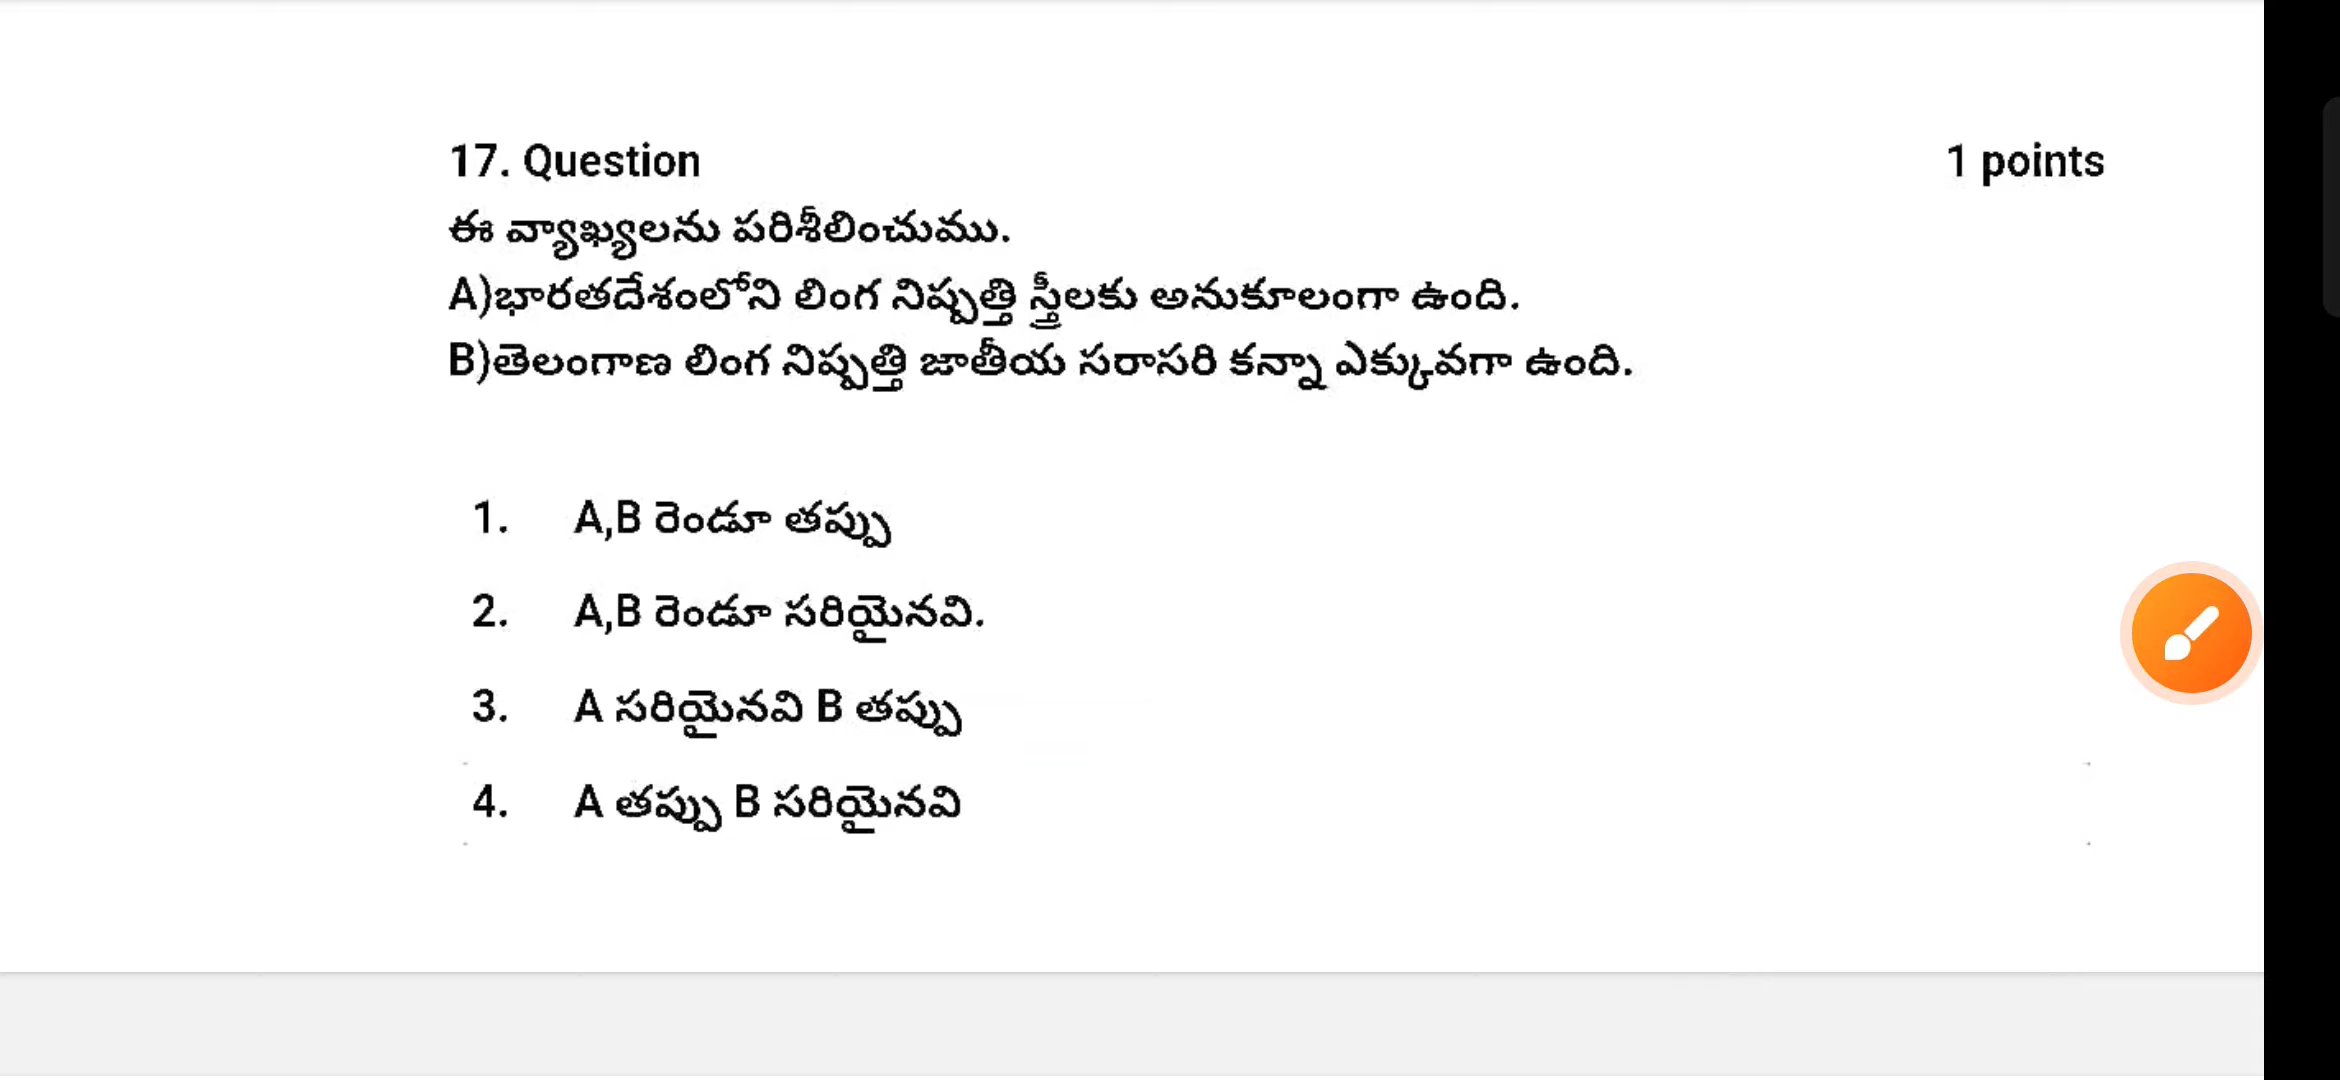 17. Question 1 points
ఈ వ్యాఖ్యలను పరిశీలించుము.
A)భారతదేశంలోని లింగ నిష్పత్తి స్త్రీలకు అనుకూలంగా ఉంది.
B)తెలంగాణ లింగ నిష్పత్తి జాతీయ సరాసరి కన్నా ఎక్కువగా ఉంది.
1. A,B రెండూ తప్పు
2. A,B రెండూ సరియైనవి.
3. A సరియైనవి B తప్పు
4. A తప్పు B సరియైనవి